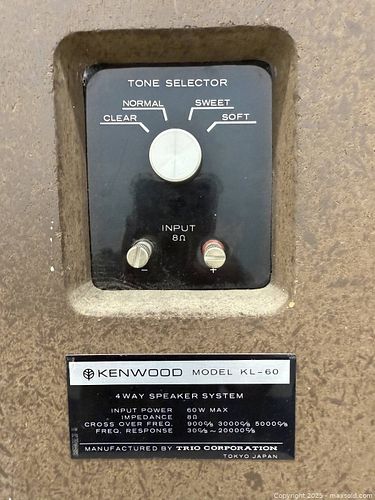 TONE SELECTOR
NORMAL SWEET
CLEAR SOFT
INPUT
8Ω
- +
KENWOOD MODEL KL-60
4 WAY SPEAKER SYSTEM
INPUT POWER 60W MAX
IMPEDANCE 8Ω
CROSS OVER FREQ. 900C/S 3000C/S 5000C/S
FREQ. RESPONSE 30C/S ~ 20000C/S
MANUFACTURED BY TRIO CORPORATION
TOKYO JAPAN
Copyright 2025 - maxsold.com